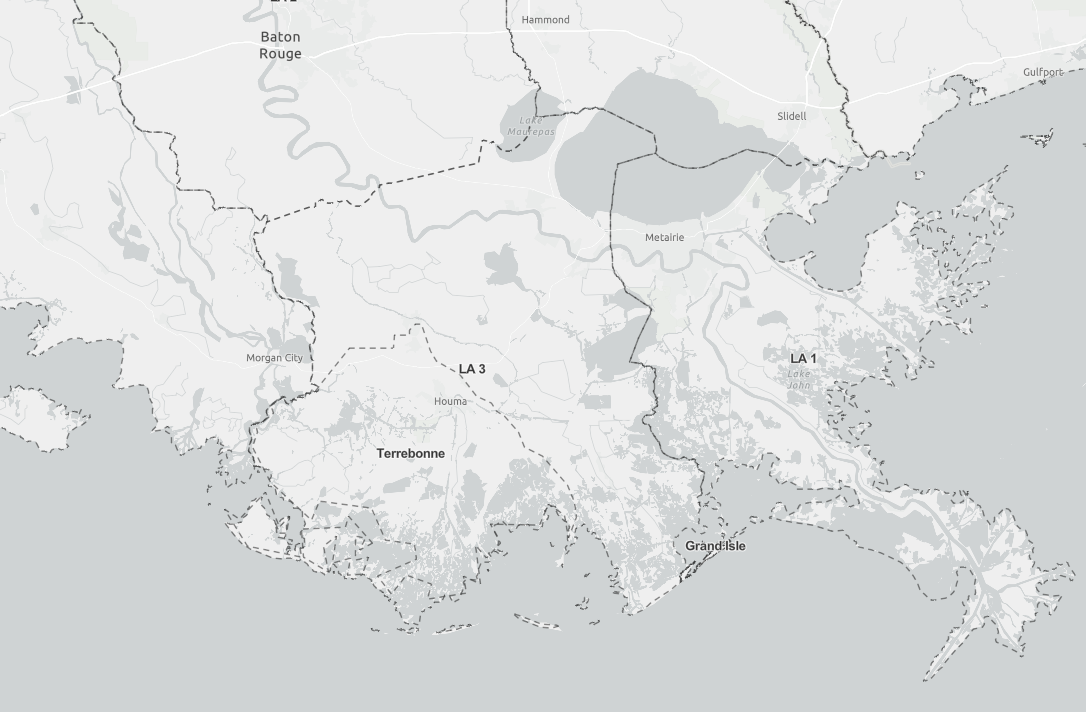 Hammond
Baton
Rouge
Gulfport
Slidell
Lake
Maurepas
Metairie
Morgan City
LA 1
LA 3
Lake
John
Houma
Terrebonne
Grand Isle